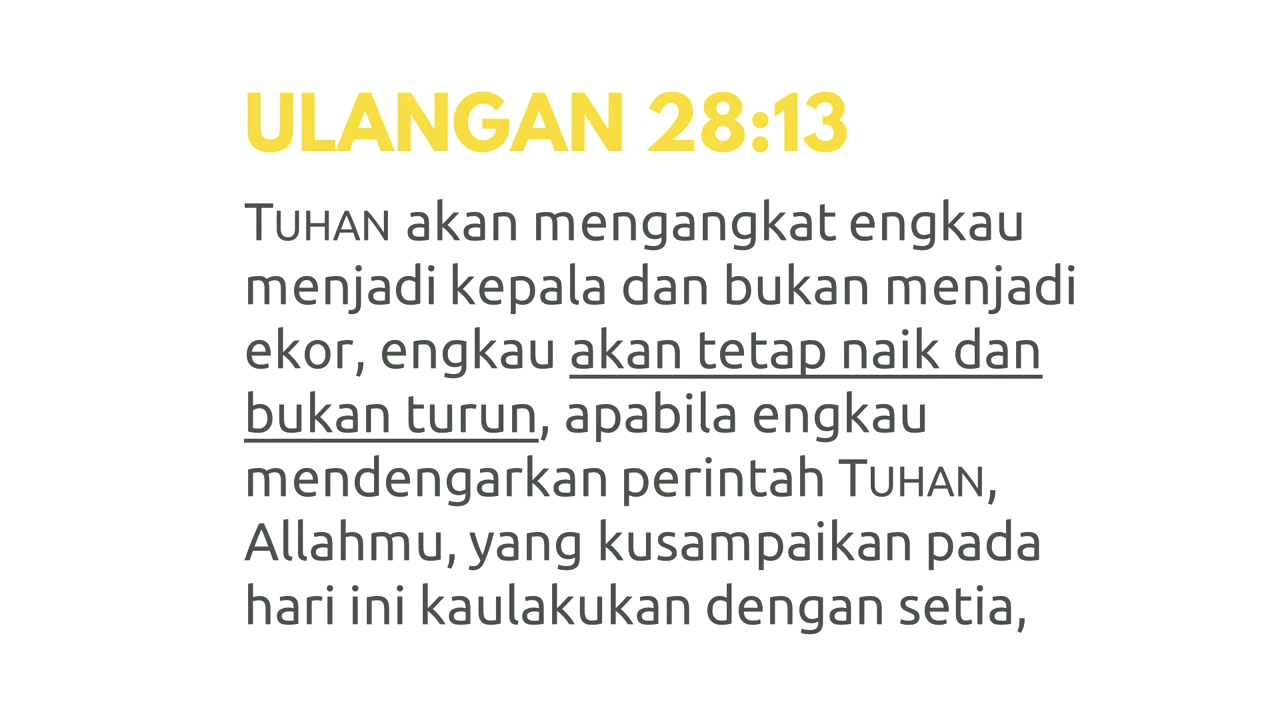 ULANGAN 28:13
TUHAN akan mengangkat engkau
menjadi kepala dan bukan menjadi
ekor, engkau akan tetap naik dan
bukan turun, apabila engkau
mendengarkan perintah TUHAN,
Allahmu, yang kusampaikan pada
hari ini kaulakukan dengan setia,